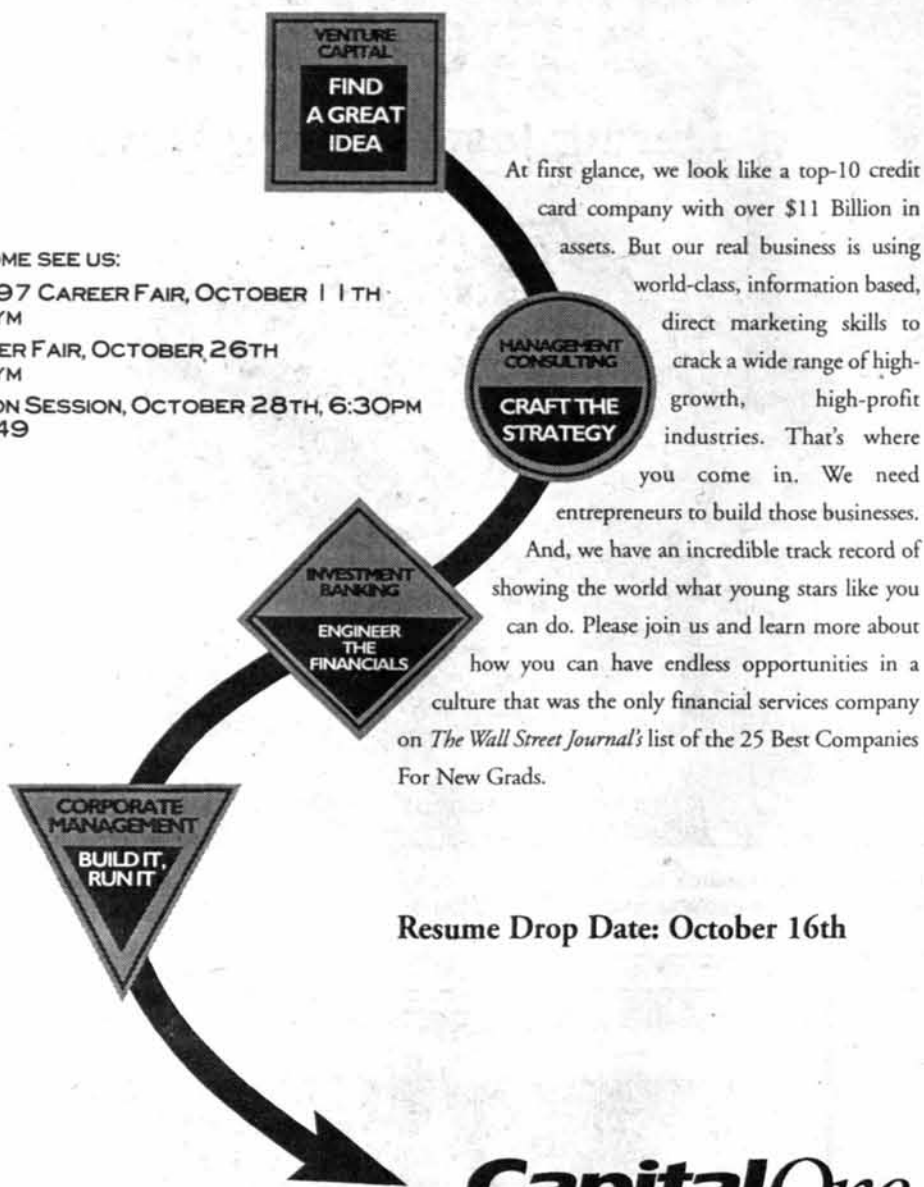 VENTURE
CAPITAL
FIND
A GREAT
IDEA
At first glance, we look like a top-10 credit
card company with over $11 Billion in
assets. But our real business is using
world-class, information based,
direct marketing skills to
crack a wide range of high-
growth, high-profit
industries. That's where
you come in. We need
entrepreneurs to build those businesses.
And, we have an incredible track record of
showing the world what young stars like you
can do. Please join us and learn more about
how you can have endless opportunities in a
culture that was the only financial services company
on The Wall Street Journal's list of the 25 Best Companies
For New Grads.
SEE US:
97 CAREER FAIR, OCTOBER 11TH
FAIR, OCTOBER 26TH
SESSION, OCTOBER 28TH, 6:30PM
49
MANAGEMENT
CONSULTING
CRAFT THE
STRATEGY
INVESTMENT
BANKING
ENGINEER
THE
FINANCIALS
CORPORATE
MANAGEMENT
BUILD IT,
RUN IT
Resume Drop Date: October 16th
CapitalOne